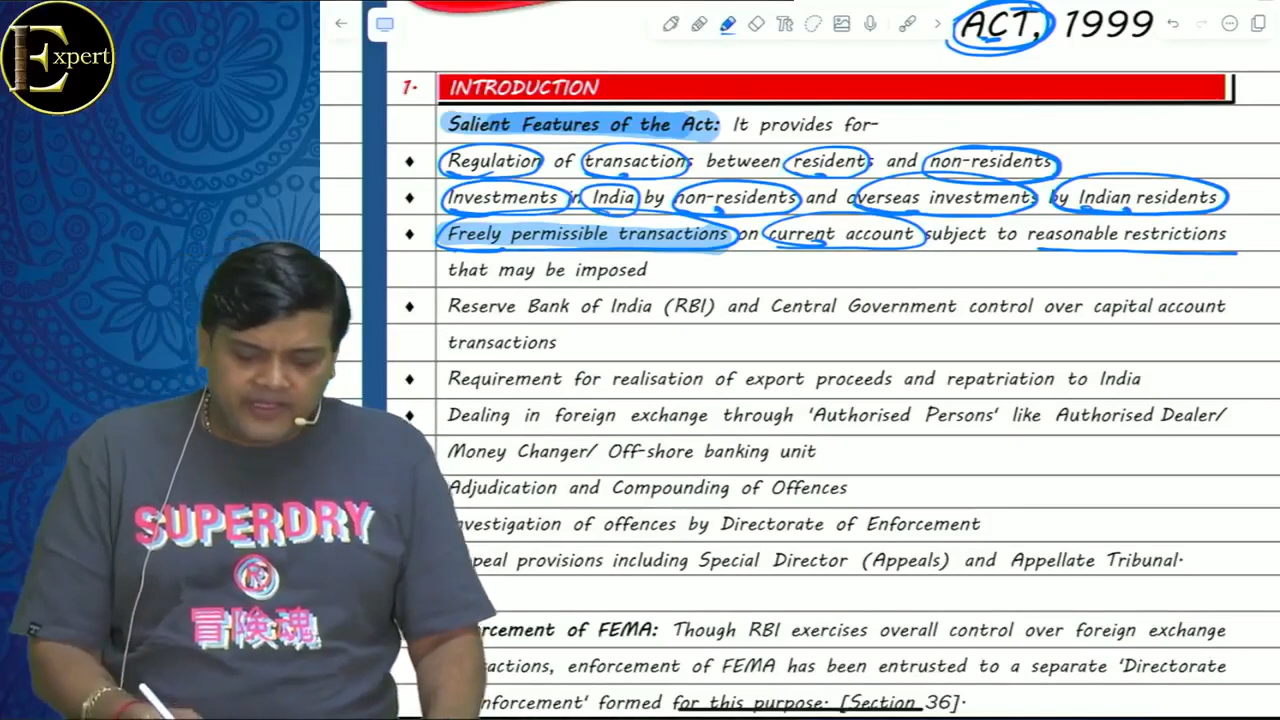 Expert
ACT, 1999
1. INTRODUCTION
Salient Features of the Act: It provides for-
Regulation of transactions between residents and non-residents
Investments in India by non-residents and overseas investments by Indian residents
Freely permissible transactions on current account subject to reasonable restrictions
that may be imposed
Reserve Bank of India (RBI) and Central Government control over capital account
transactions
Requirement for realisation of export proceeds and repatriation to India
Dealing in foreign exchange through 'Authorised Persons' like Authorised Dealer/
Money Changer/ Off-shore banking unit
Adjudication and Compounding of Offences
nvestigation of offences by Directorate of Enforcement
peal provisions including Special Director (Appeals) and Appellate Tribunal.
rcement of FEMA: Though RBI exercises overall control over foreign exchange
actions, enforcement of FEMA has been entrusted to a separate 'Directorate
nforcement' formed for this purpose. [Section 36].
SUPERDRY
冒険魂